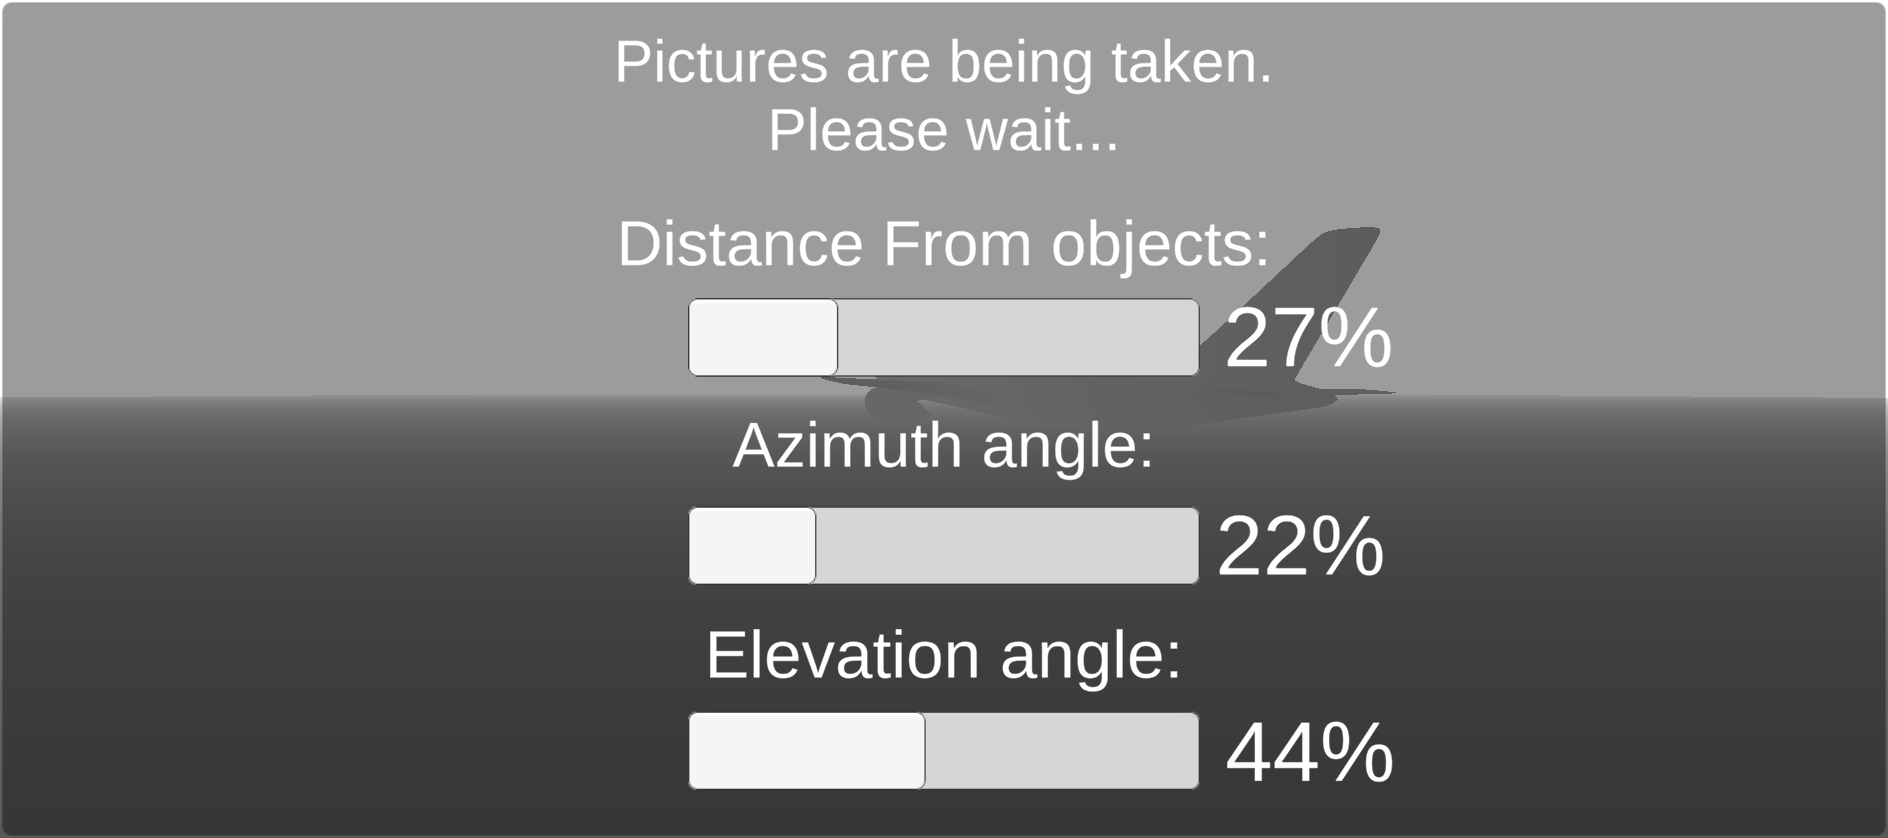 Pictures are being taken.
Please wait...
Distance From objects:
27%
Azimuth angle:
22%
Elevation angle:
44%